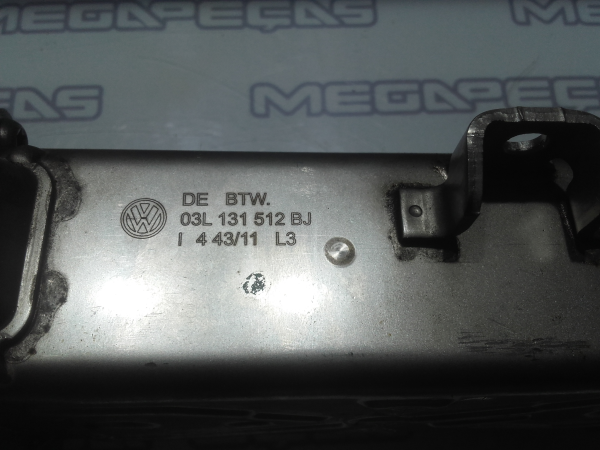 MEGAPEÇAS
MEGAPEÇAS
DE BTW.
03L 131 512 BJ
I 4 43/11 L3